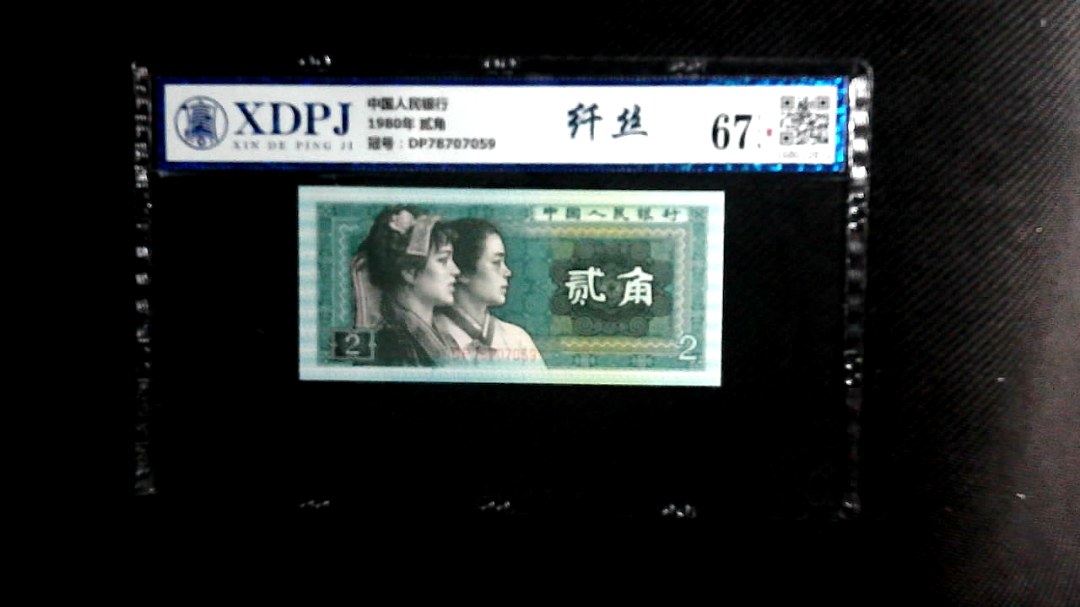 XDPJ
XIN DE PING JI
中国人民银行
1980年 贰角
冠号：DP78707059
纤丝
67
中国人民银行
贰角
2
2